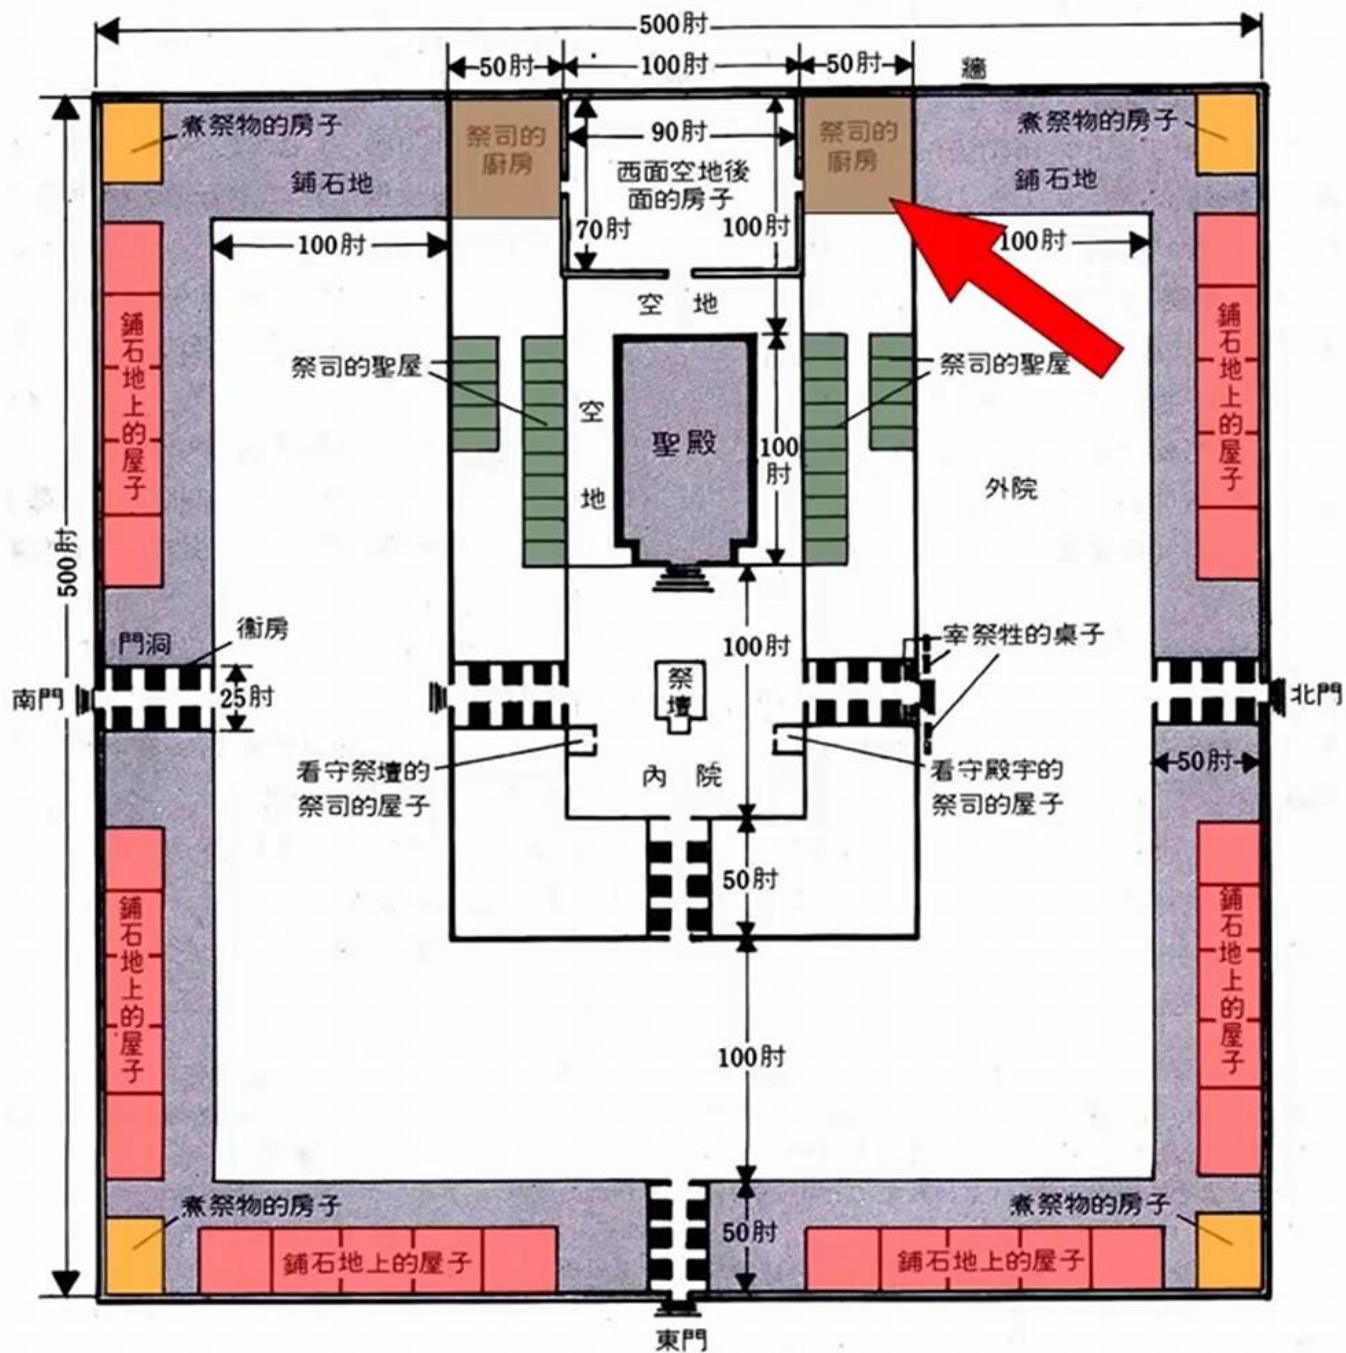 500肘
50肘
100肘
50肘
牆
煮祭物的房子
祭司的
廚房
90肘
祭司的
廚房
煮祭物的房子
鋪石地
西面空地後
面的房子
鋪石地
100肘
70肘
100肘
100肘
空 地
鋪石地上的屋子
祭司的聖屋
空地
聖殿
100肘
祭司的聖屋
鋪石地上的屋子
外院
500肘
門洞
衞房
100肘
宰祭牲的桌子
南門
25肘
祭壇
北門
看守祭壇的
祭司的屋子
內 院
看守殿宇的
祭司的屋子
50肘
50肘
鋪石地上的屋子
鋪石地上的屋子
100肘
煮祭物的房子
煮祭物的房子
50肘
鋪石地上的屋子
鋪石地上的屋子
東門